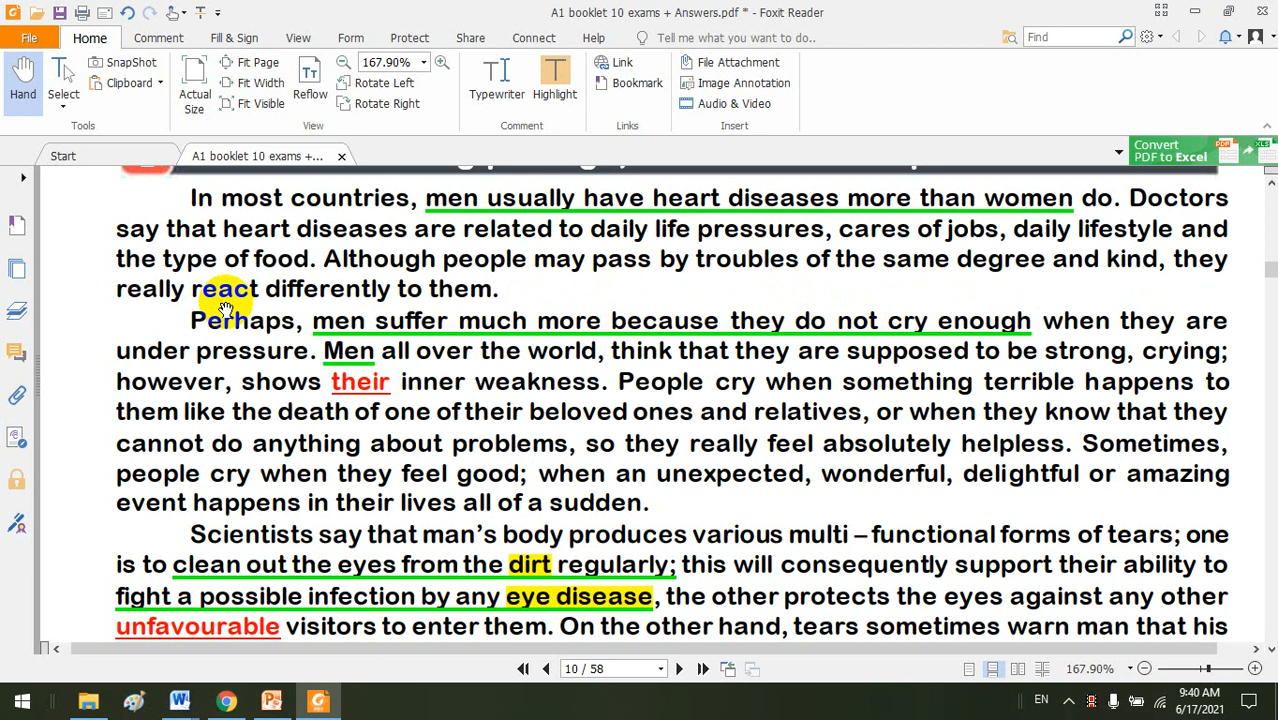 A1 booklet 10 exams + Answers.pdf * - Foxit Reader
File Home Comment Fill & Sign View Form Protect Share Connect Help Tell me what you want to do.. Find
Hand
Select
SnapShot
Clipboard
Tools
Actual Size
Fit Page
Fit Width
Fit Visible
Reflow
167.90%
Rotate Left
Rotate Right
View
Typewriter
Highlight
Comment
Link
Bookmark
Links
File Attachment
Image Annotation
Audio & Video
Insert
Start
A1 booklet 10 exams +...
Convert PDF to Excel
In most countries, men usually have heart diseases more than women do. Doctors
say that heart diseases are related to daily life pressures, cares of jobs, daily lifestyle and
the type of food. Although people may pass by troubles of the same degree and kind, they
really react differently to them.
Perhaps, men suffer much more because they do not cry enough when they are
under pressure. Men all over the world, think that they are supposed to be strong, crying;
however, shows their inner weakness. People cry when something terrible happens to
them like the death of one of their beloved ones and relatives, or when they know that they
cannot do anything about problems, so they really feel absolutely helpless. Sometimes,
people cry when they feel good; when an unexpected, wonderful, delightful or amazing
event happens in their lives all of a sudden.
Scientists say that man's body produces various multi – functional forms of tears; one
is to clean out the eyes from the dirt regularly; this will consequently support their ability to
fight a possible infection by any eye disease, the other protects the eyes against any other
unfavourable visitors to enter them. On the other hand, tears sometimes warn man that his
10 / 58
167.90%
EN
9:40 AM
6/17/2021